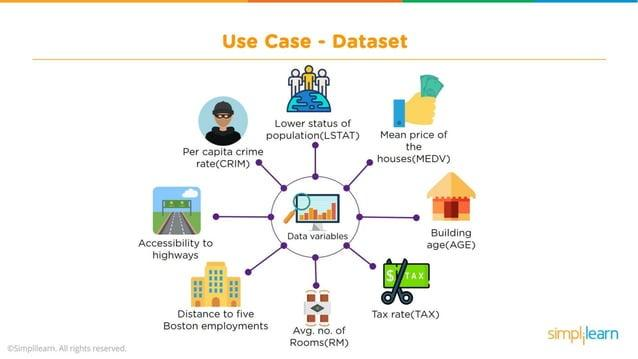 Use Case - Dataset
Lower status of
population(LSTAT)
Mean price of
the
houses(MEDV)
Per capita crime
rate(CRIM)
Data variables
Building
age(AGE)
Accessibility to
highways
$ TAX
Distance to five
Boston employments
Avg. no. of
Rooms(RM)
Tax rate(TAX)
©Simplilearn. All rights reserved.
simplilearn